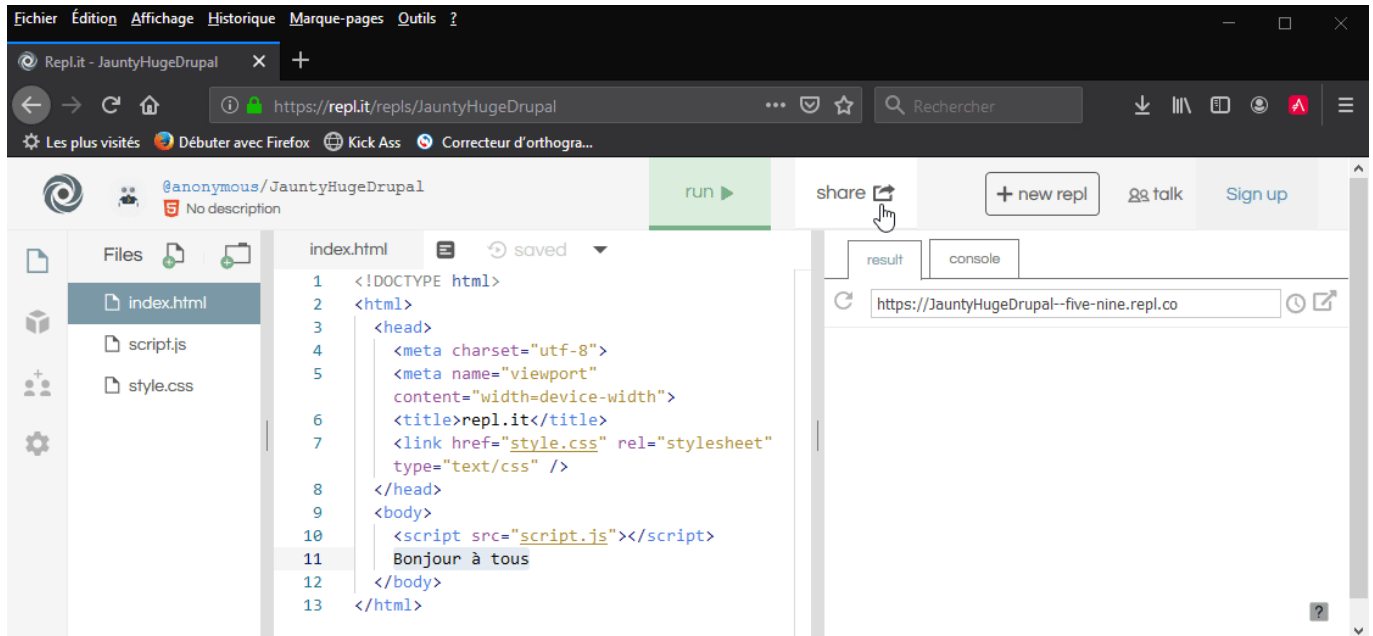 Fichier Édition Affichage Historique Marque-pages Outils ?
Repl.it - JauntyHugeDrupal
https://repl.it/repls/JauntyHugeDrupal
Rechercher
Les plus visités Débuter avec Firefox Kick Ass Correcteur d'orthogra...
@anonymous/JauntyHugeDrupal
No description
run
share
+ new repl
talk
Sign up
Files
index.html
script.js
style.css
index.html
saved
1 <!DOCTYPE html>
2 <html>
3 <head>
4 <meta charset="utf-8">
5 <meta name="viewport"
content="width=device-width">
6 <title>repl.it</title>
7 <link href="style.css" rel="stylesheet"
type="text/css" />
8 </head>
9 <body>
10 <script src="script.js"></script>
11 Bonjour à tous
12 </body>
13 </html>
result
console
https://JauntyHugeDrupal--five-nine.repl.co
?